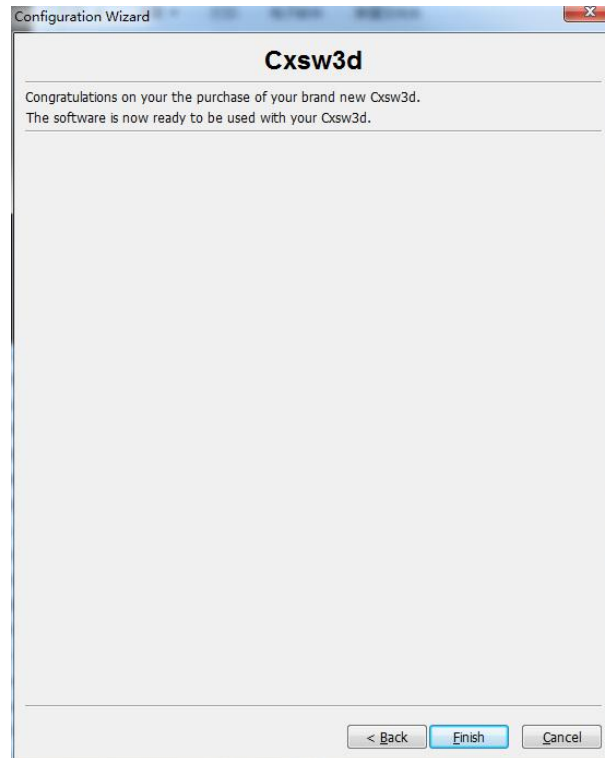 Configuration Wizard
Cxsw3d
Congratulations on your the purchase of your brand new Cxsw3d.
The software is now ready to be used with your Cxsw3d.
< Back
Finish
Cancel